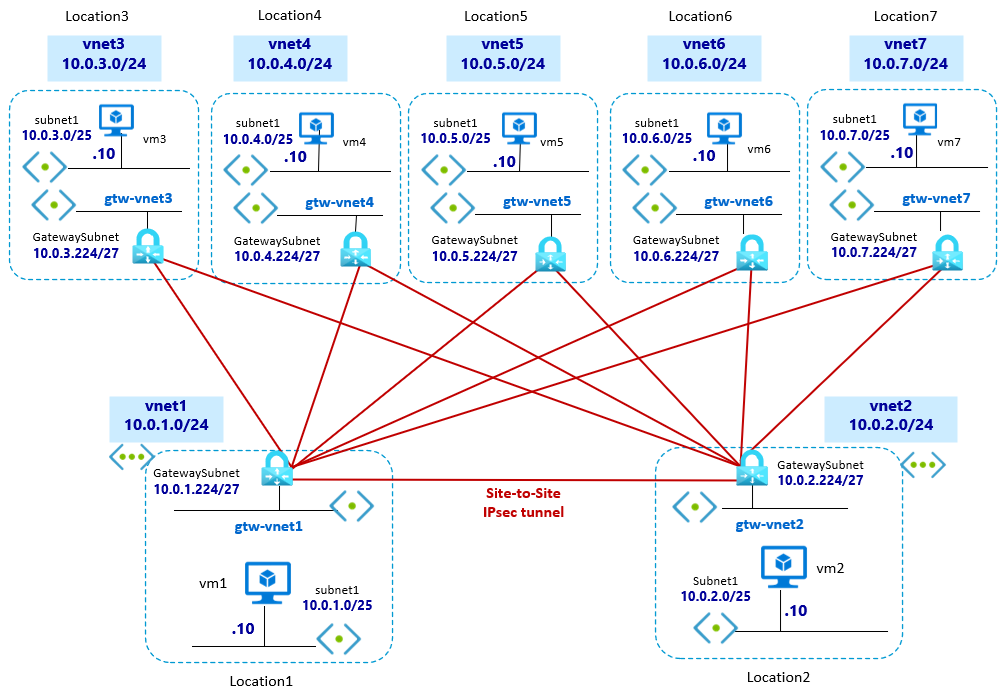 Location3
Location4
Location5
Location6
Location7
vnet3
10.0.3.0/24
vnet4
10.0.4.0/24
vnet5
10.0.5.0/24
vnet6
10.0.6.0/24
vnet7
10.0.7.0/24
subnet1
10.0.3.0/25
vm3
.10
gtw-vnet3
GatewaySubnet
10.0.3.224/27
subnet1
10.0.4.0/25
vm4
.10
gtw-vnet4
GatewaySubnet
10.0.4.224/27
subnet1
10.0.5.0/25
vm5
.10
gtw-vnet5
GatewaySubnet
10.0.5.224/27
subnet1
10.0.6.0/25
vm6
.10
gtw-vnet6
GatewaySubnet
10.0.6.224/27
subnet1
10.0.7.0/25
vm7
.10
gtw-vnet7
GatewaySubnet
10.0.7.224/27
vnet1
10.0.1.0/24
vnet2
10.0.2.0/24
GatewaySubnet
10.0.1.224/27
gtw-vnet1
Site-to-Site
IPsec tunnel
GatewaySubnet
10.0.2.224/27
gtw-vnet2
vm1
subnet1
10.0.1.0/25
.10
Location1
Subnet1
10.0.2.0/25
vm2
.10
Location2